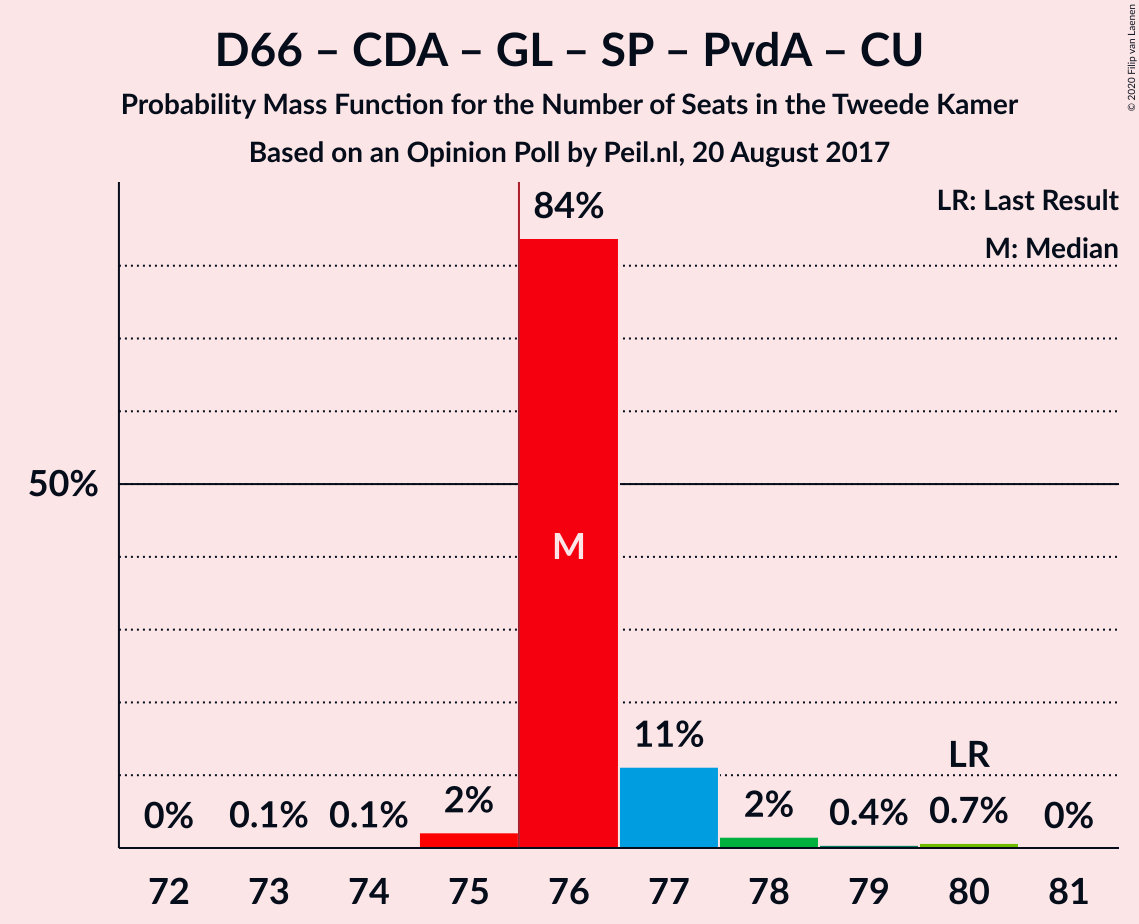 D66 – CDA – GL – SP – PvdA – CU
Probability Mass Function for the Number of Seats in the Tweede Kamer
Based on an Opinion Poll by Peil.nl, 20 August 2017
© 2020 Filip van Laenen
LR: Last Result
M: Median
84%
50%
M
11%
LR
0% 0.1% 0.1% 2% 2% 0.4% 0.7% 0%
72 73 74 75 76 77 78 79 80 81